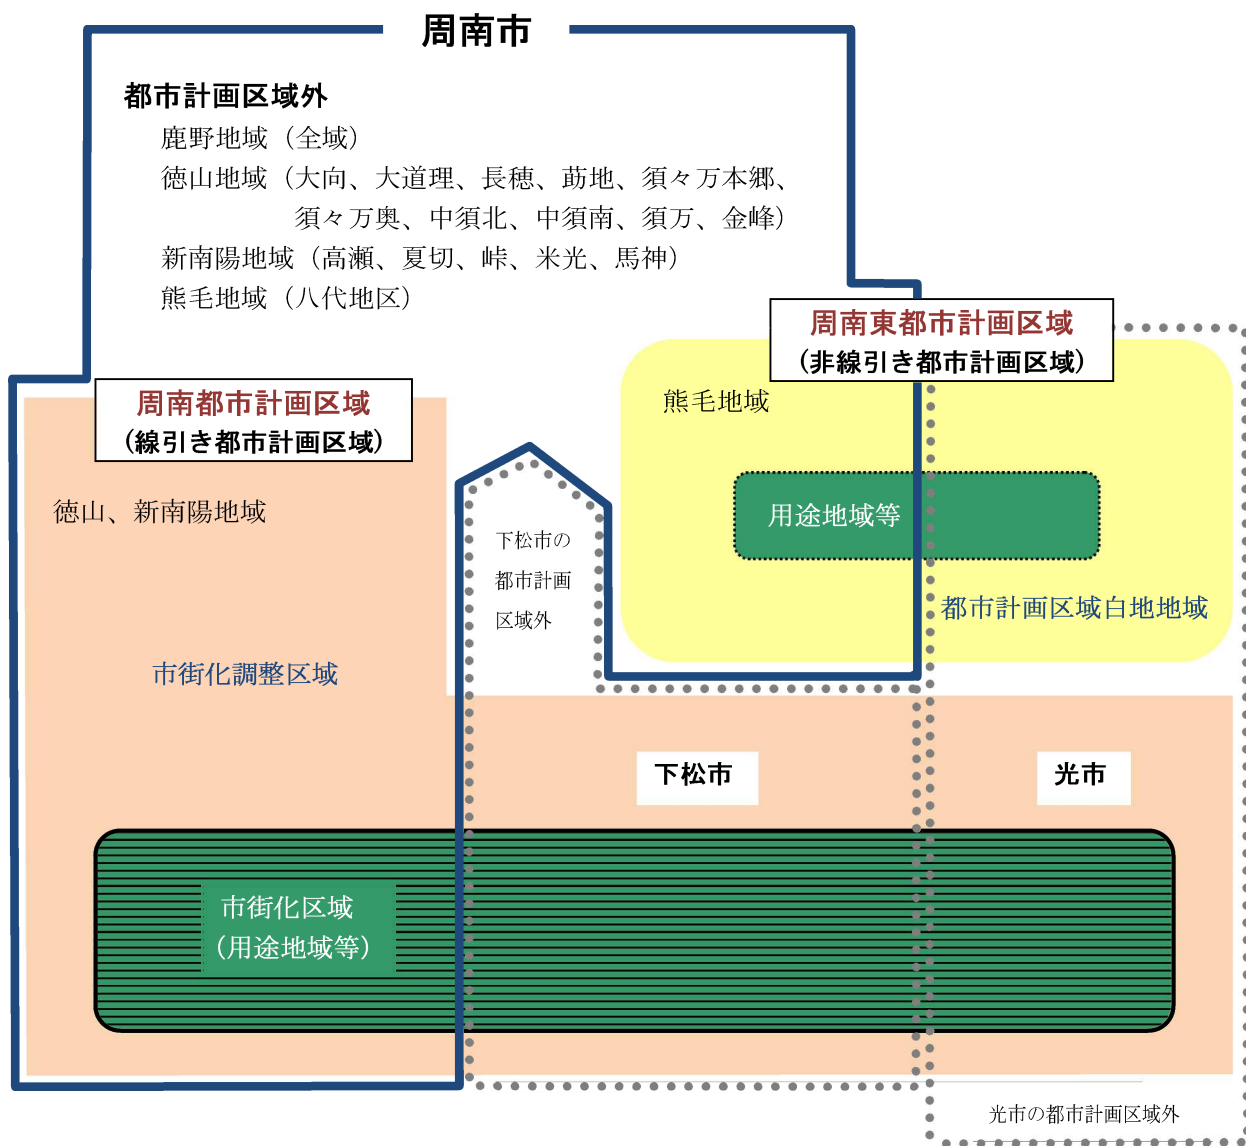 周南市
都市計画区域外
鹿野地域（全域）
徳山地域（大向、大道理、長穂、莇地、須々万本郷、
須々万奥、中須北、中須南、須万、金峰）
新南陽地域（高瀬、夏切、峠、米光、馬神）
熊毛地域（八代地区）
周南東都市計画区域
(非線引き都市計画区域)
周南都市計画区域
(線引き都市計画区域)
熊毛地域
徳山、新南陽地域
用途地域等
下松市の
都市計画
区域外
都市計画区域白地地域
市街化調整区域
下松市
光市
市街化区域
（用途地域等）
光市の都市計画区域外